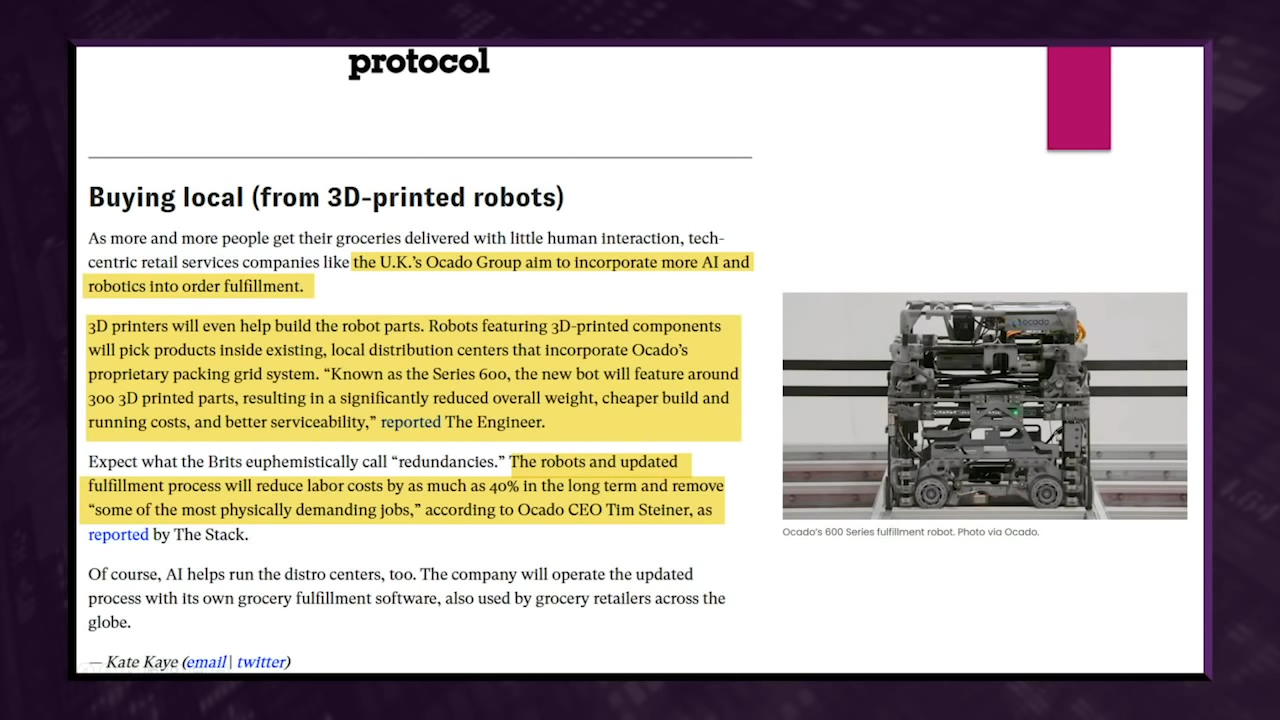 protocol
Buying local (from 3D-printed robots)
As more and more people get their groceries delivered with little human interaction, tech-
centric retail services companies like the U.K.’s Ocado Group aim to incorporate more AI and
robotics into order fulfillment.
3D printers will even help build the robot parts. Robots featuring 3D-printed components
will pick products inside existing, local distribution centers that incorporate Ocado’s
proprietary packing grid system. “Known as the Series 600, the new bot will feature around
300 3D printed parts, resulting in a significantly reduced overall weight, cheaper build and
running costs, and better serviceability,” reported The Engineer.
Expect what the Brits euphemistically call “redundancies.” The robots and updated
fulfillment process will reduce labor costs by as much as 40% in the long term and remove
“some of the most physically demanding jobs,” according to Ocado CEO Tim Steiner, as
reported by The Stack.
Of course, AI helps run the distro centers, too. The company will operate the updated
process with its own grocery fulfillment software, also used by grocery retailers across the
globe.
— Kate Kaye (email | twitter)
ocado
Ocado’s 600 Series fulfillment robot. Photo via Ocado.